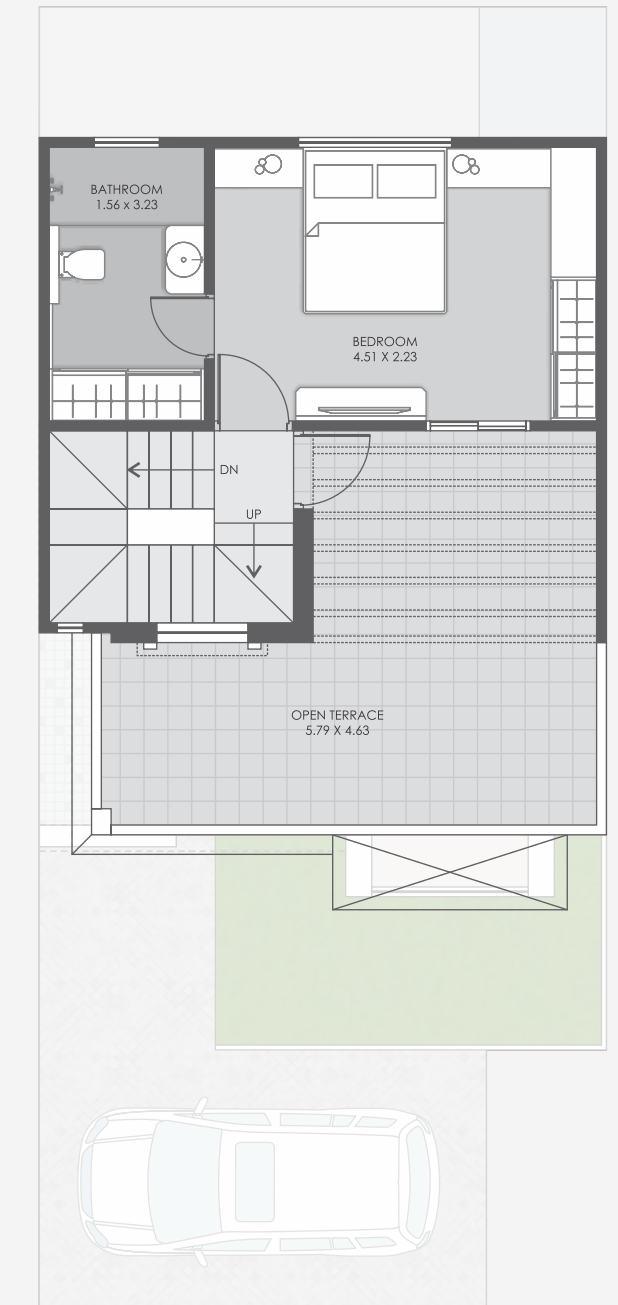 BATHROOM
1.56 x 3.23
BEDROOM
4.51 X 2.23
DN
UP
OPEN TERRACE
5.79 X 4.63